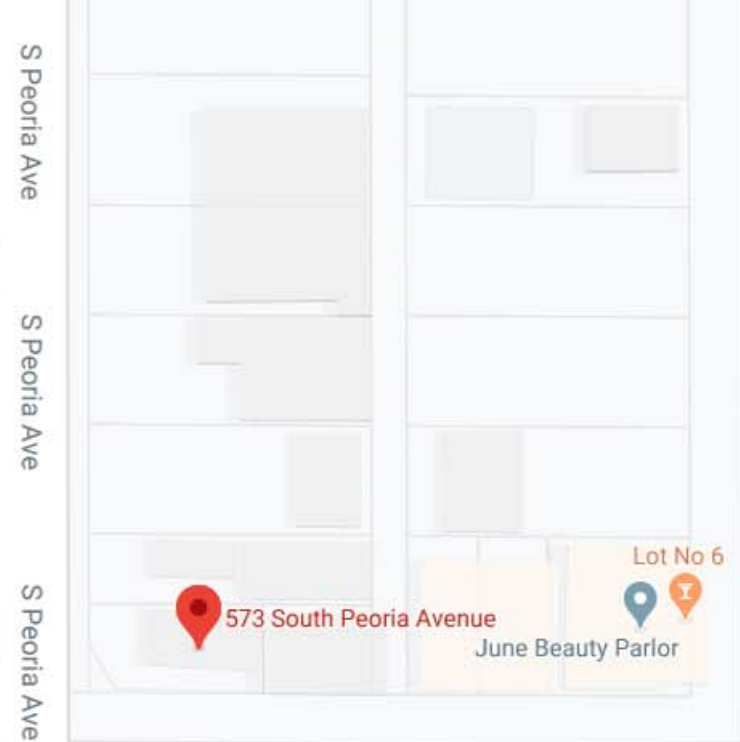 S Peoria Ave
S Peoria Ave
Lot No 6
573 South Peoria Avenue
June Beauty Parlor
S Peoria Ave